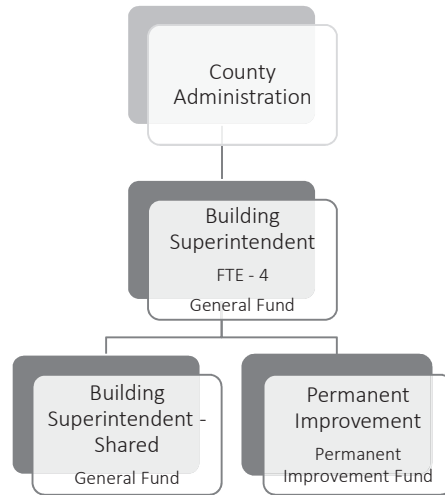 County
Administration
Building
Superintendent
FTE - 4
General Fund
Building
Superintendent -
Shared
General Fund
Permanent
Improvement
Permanent
Improvement Fund